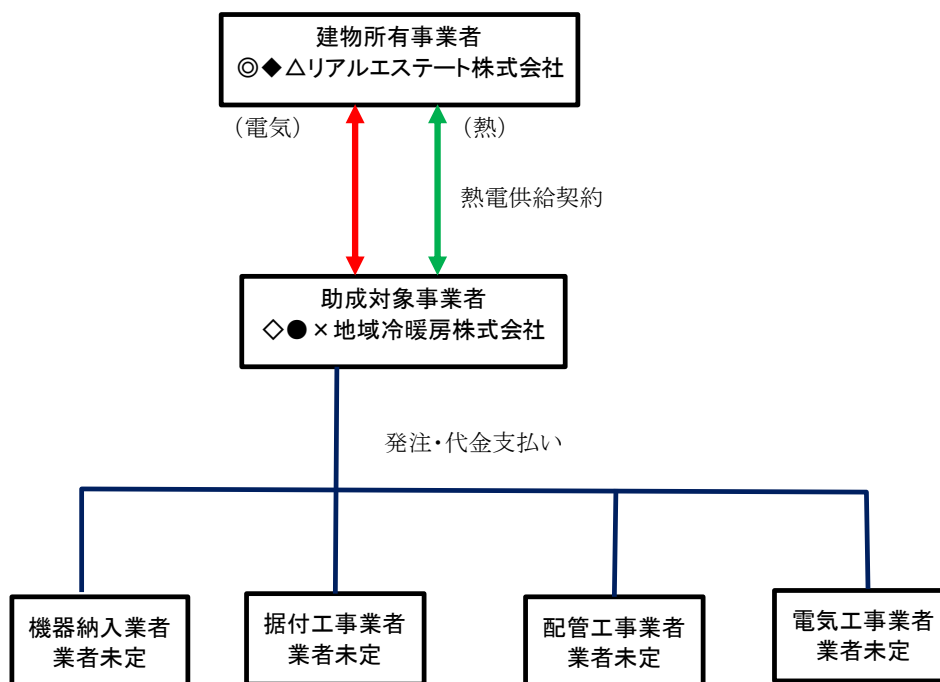 建物所有事業者
◎◆△リアルエステート株式会社
（電気）
（熱）
熱電供給契約
助成対象事業者
◇●×地域冷暖房株式会社
発注・代金支払い
機器納入業者
業者未定
据付工事業者
業者未定
配管工事業者
業者未定
電気工事業者
業者未定